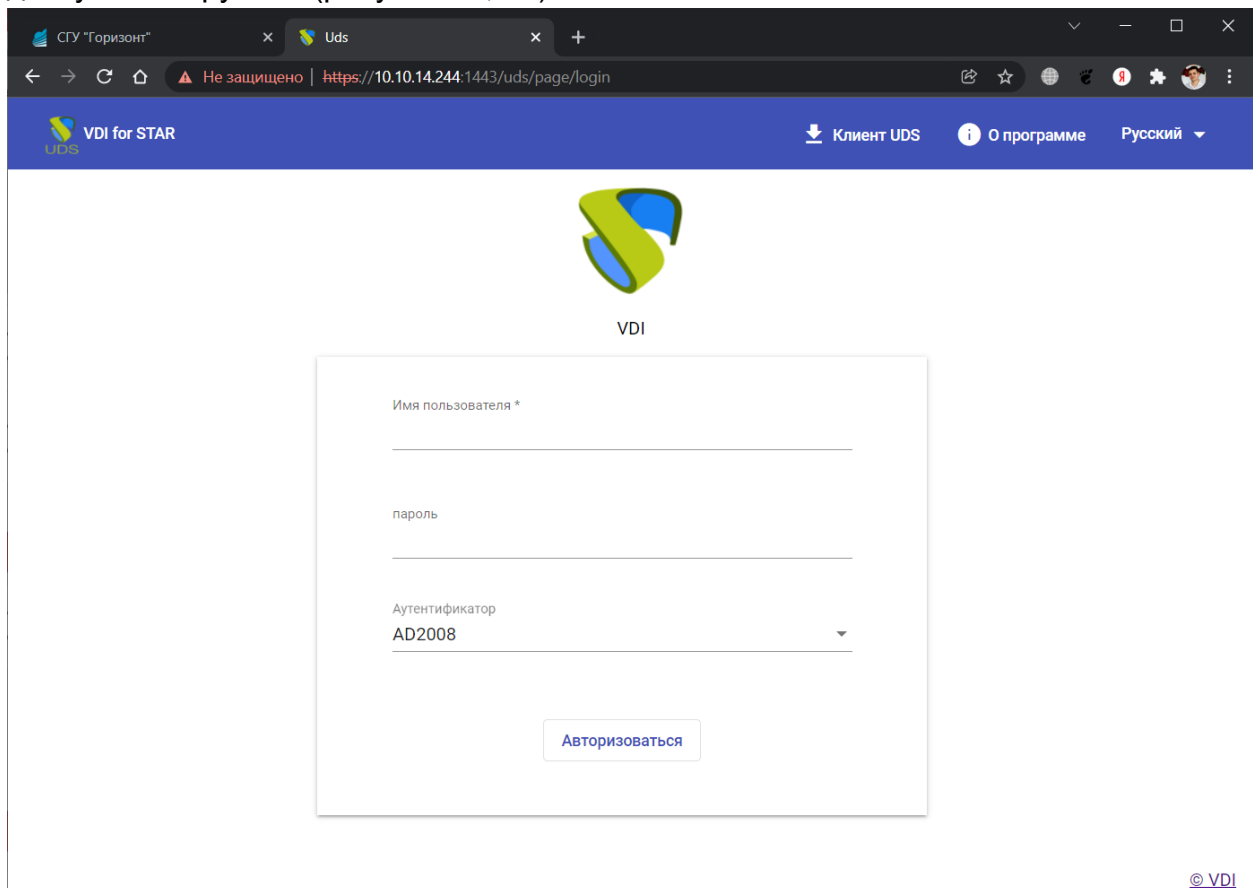 СГУ "Горизонт"
Uds
Не защищено | https://10.10.14.244:1443/uds/page/login
Я
UDS
VDI for STAR
Клиент UDS
О программе
Русский
VDI
Имя пользователя *
пароль
Аутентификатор
AD2008
Авторизоваться
© VDI